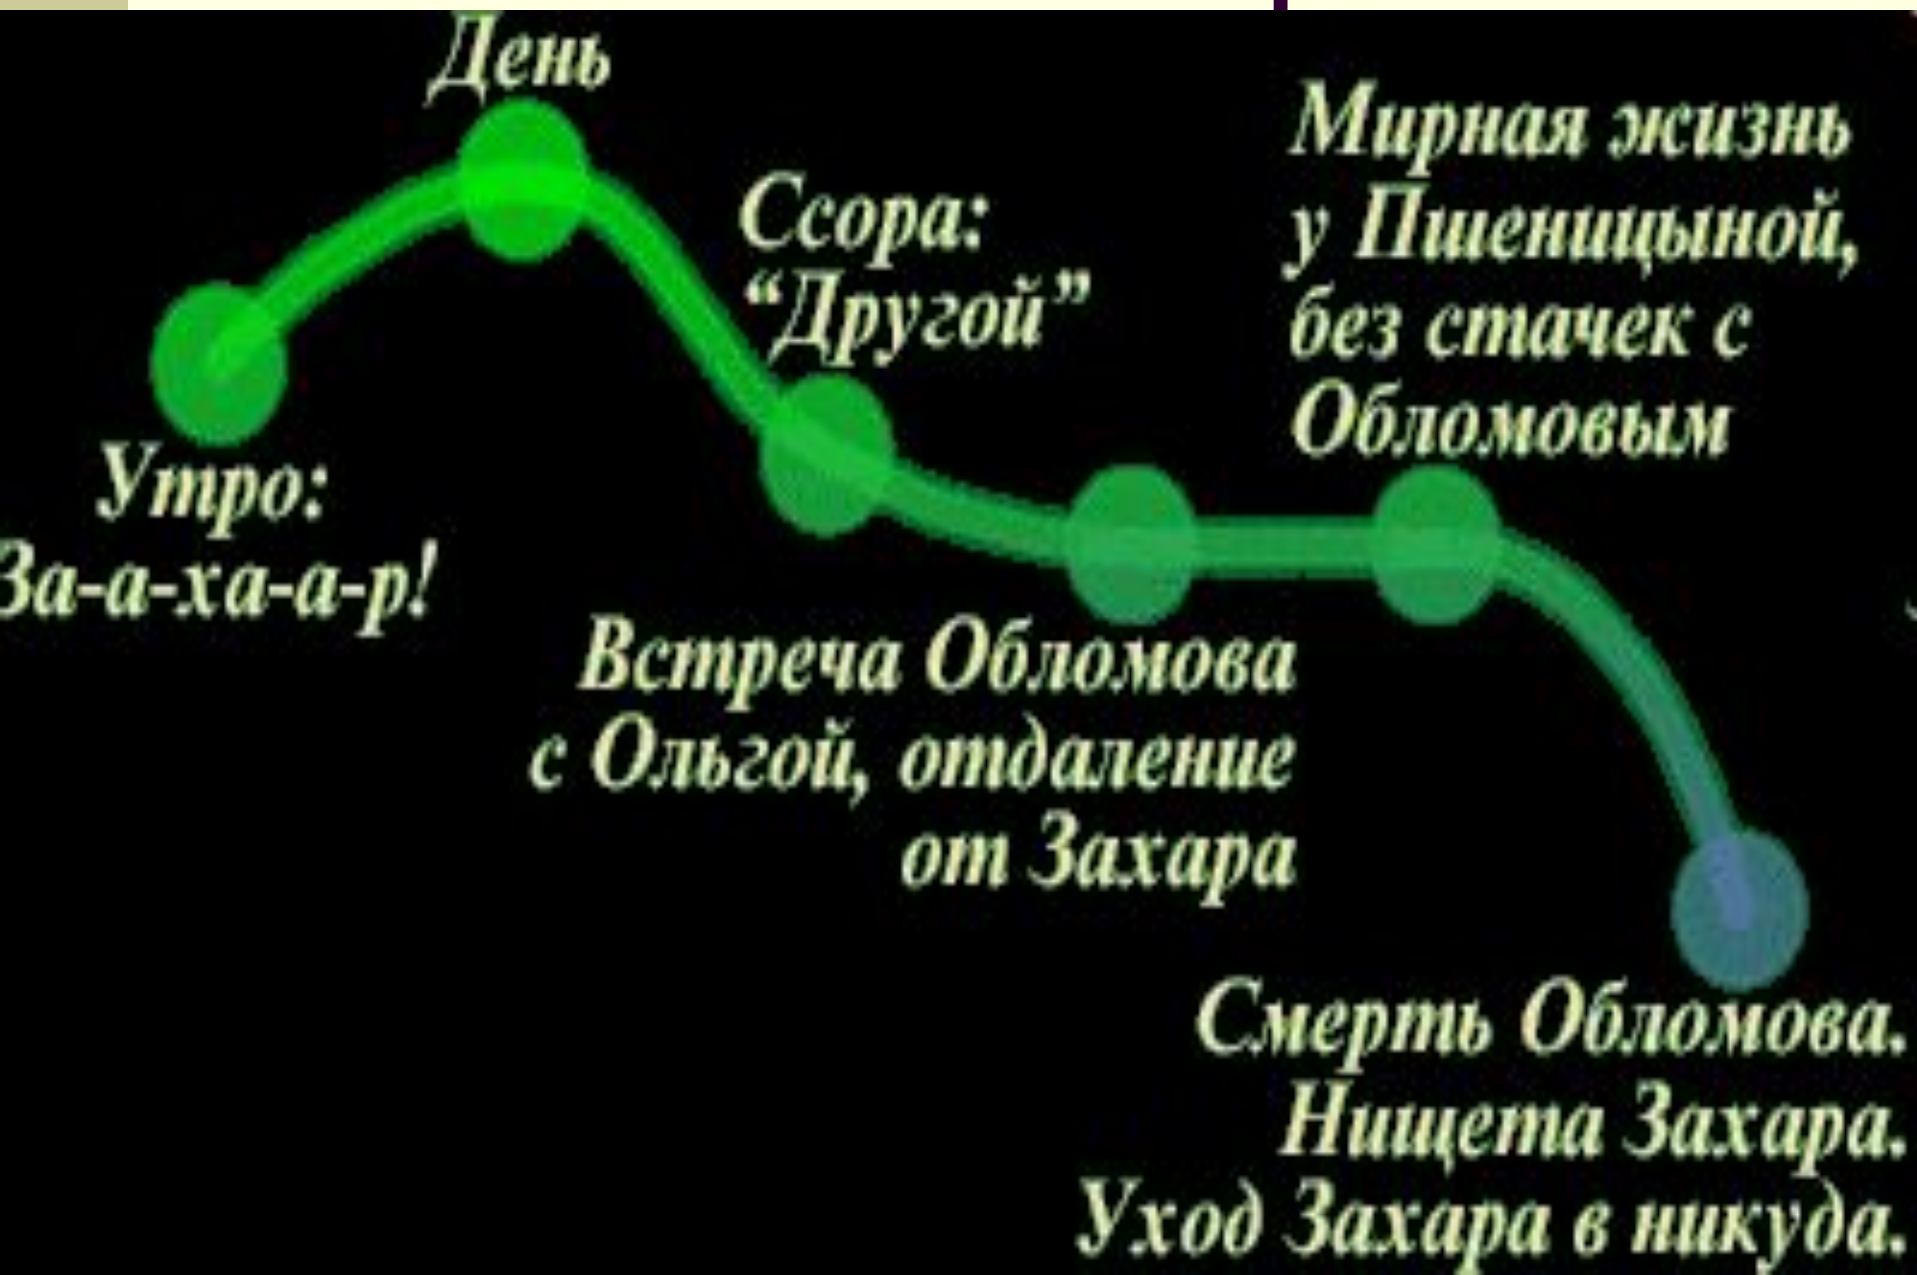 День
Утро:
За-а-ха-а-р!
Ссора:
“Другой”
Встреча Обломова
с Ольгой, отдаление
от Захара
Мирная жизнь
у Пшеницыной,
без стачек с
Обломовым
Смерть Обломова.
Нищета Захара.
Уход Захара в никуда.